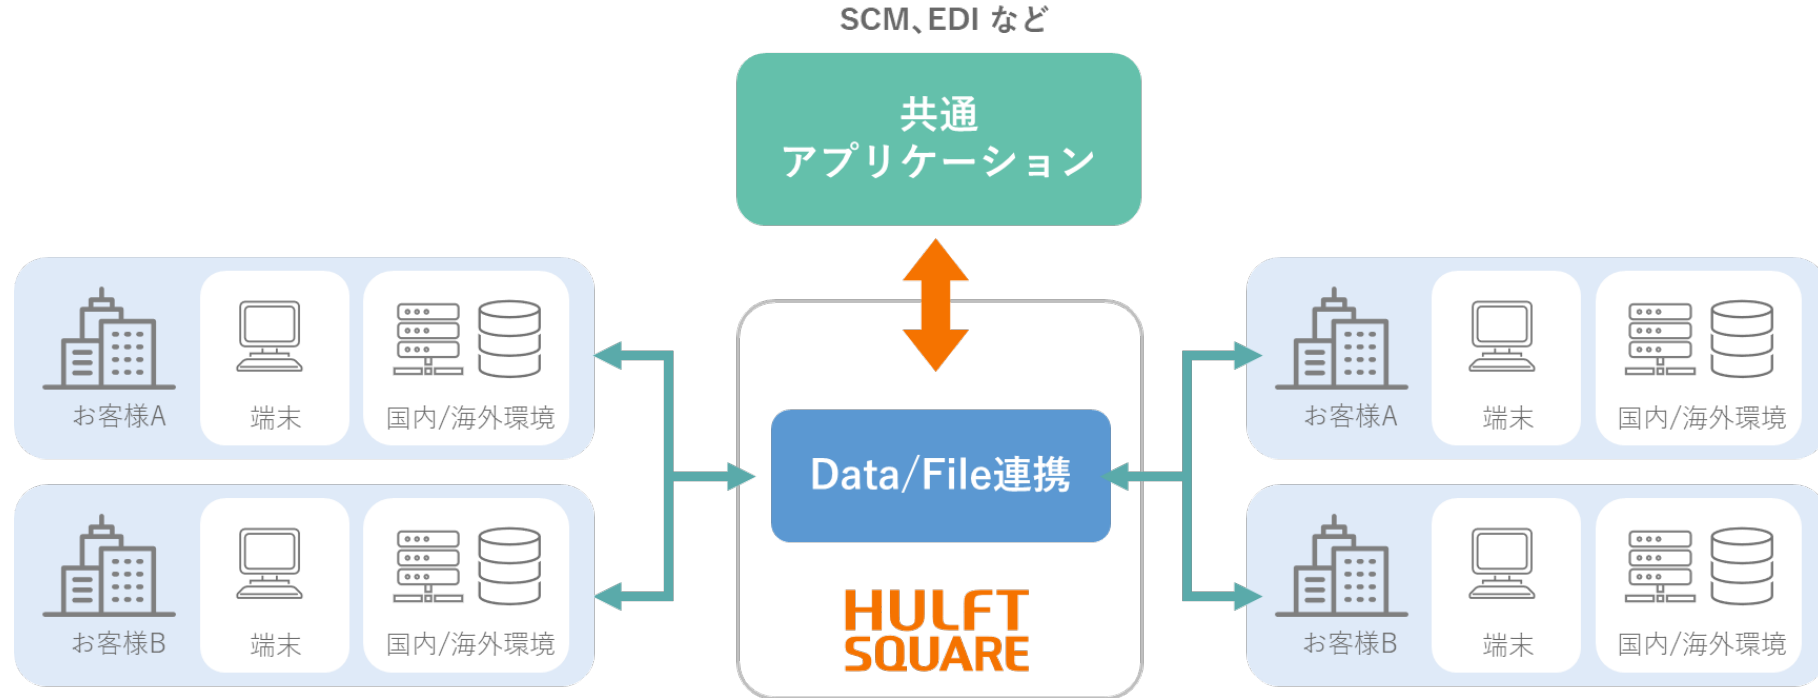 SCM、EDI など
共通
アプリケーション
お客様A
端末
国内/海外環境
お客様B
端末
国内/海外環境
Data/File連携
HULFT
SQUARE
お客様A
端末
国内/海外環境
お客様B
端末
国内/海外環境